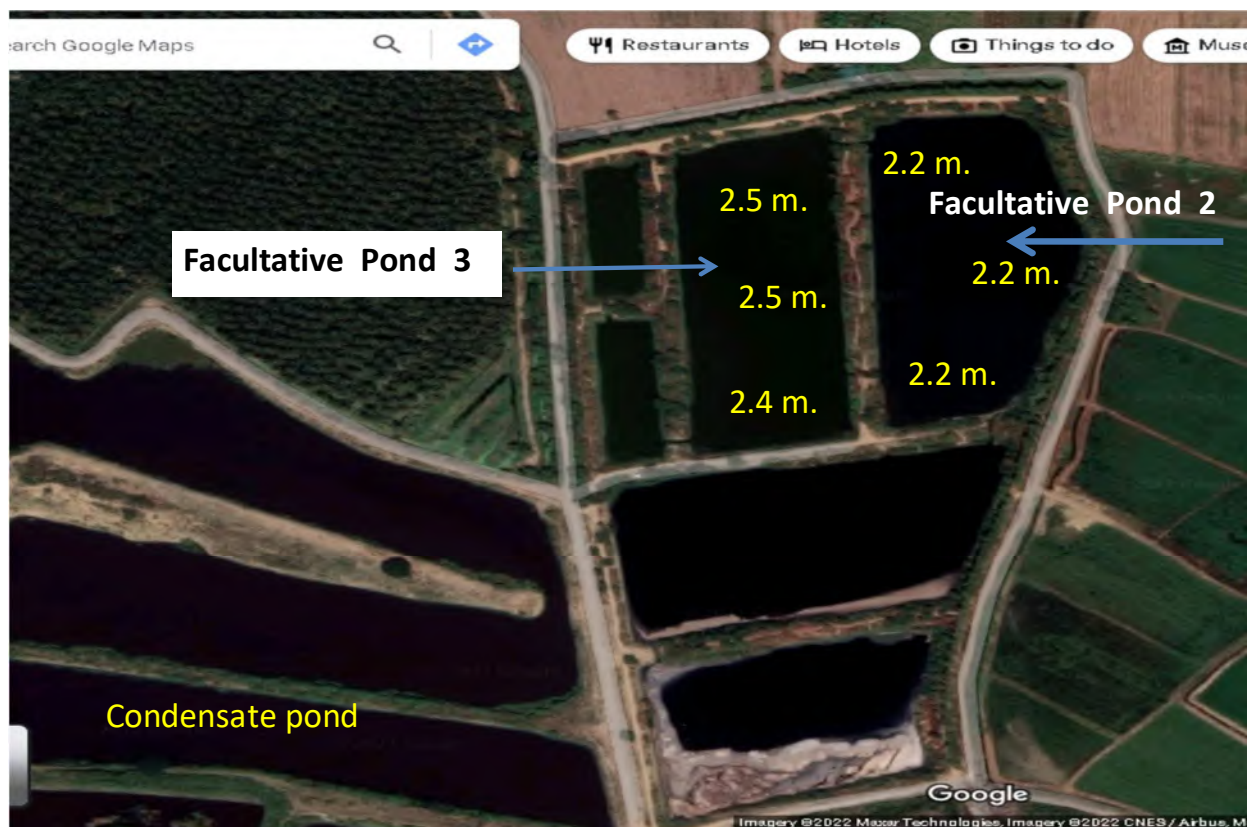 earch Google Maps
Restaurants
Hotels
Things to do
Muse
2.2 m.
2.5 m.
Facultative Pond 2
Facultative Pond 3
2.2 m.
2.5 m.
2.2 m.
2.4 m.
Condensate pond
Google
Imagery ©2022 Maxar Technologies, Imagery ©2022 CNES / Airbus, M